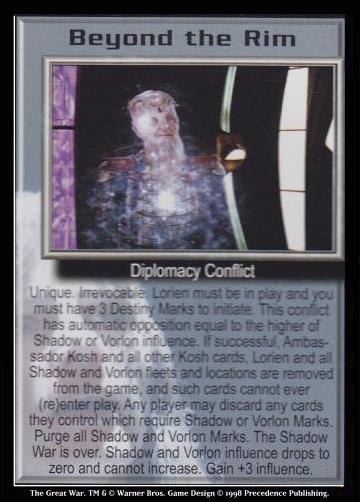 Beyond the Rim
Diplomacy Conflict
Unique. Irrevocable. Lorien must be in play and you
must have 3 Destiny Marks to initiate. This conflict
has automatic opposition equal to the higher of
Shadow or Vorlon influence. If successful, Ambas-
sador Kosh and all other Kosh cards, Lorien and all
Shadow and Vorlon fleets and locations are removed
from the game, and such cards cannot ever
(re)enter play. Any player may discard any cards
they control which require Shadow or Vorlon Marks.
Purge all Shadow and Vorlon Marks. The Shadow
War is over. Shadow and Vorlon influence drops to
zero and cannot increase. Gain +3 influence.
The Great War. TM & © Warner Bros. Game Design © 1998 Precedence Publishing.